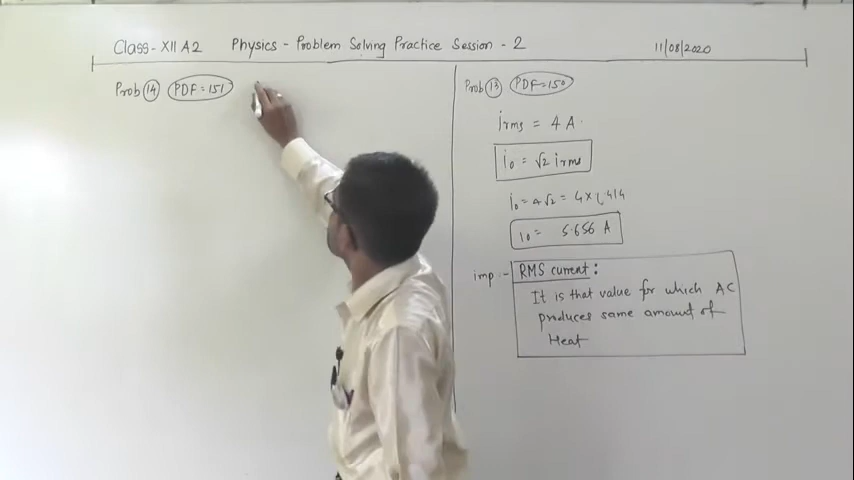 Class- XII A2 Physics - Problem Solving Practice Session - 2 11/08/2020
Prob 14 PDF = 151
Prob 13 PDF = 150
irms = 4 A
i0 = √2 irms
i0 = 4√2 = 4 × 1.414
i0 = 5.656 A
imp :- RMS current :
It is that value for which AC
produces same amount of
Heat